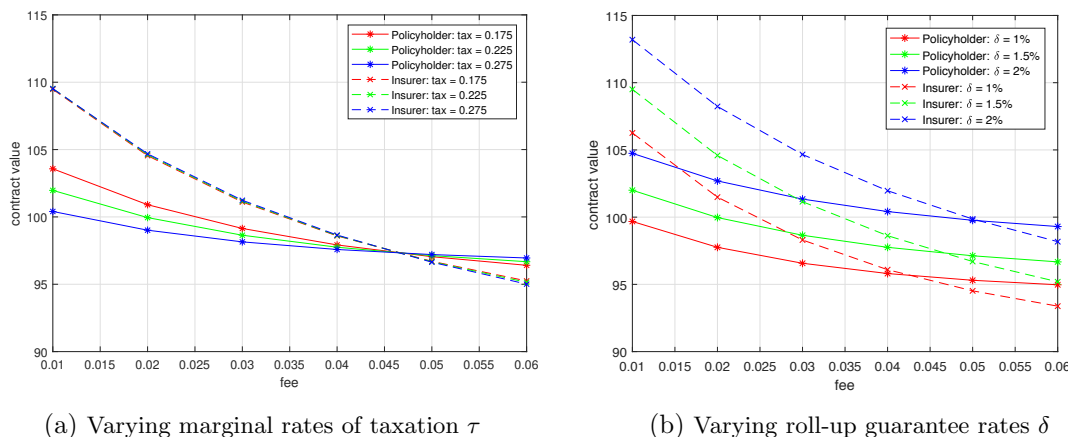 115
110
105
100
95
90
contract value
0.01 0.015 0.02 0.025 0.03 0.035 0.04 0.045 0.05 0.055 0.06
fee
Policyholder: tax = 0.175
Policyholder: tax = 0.225
Policyholder: tax = 0.275
Insurer: tax = 0.175
Insurer: tax = 0.225
Insurer: tax = 0.275
(a) Varying marginal rates of taxation τ
115
110
105
100
95
90
contract value
0.01 0.015 0.02 0.025 0.03 0.035 0.04 0.045 0.05 0.055 0.06
fee
Policyholder: δ = 1%
Policyholder: δ = 1.5%
Policyholder: δ = 2%
Insurer: δ = 1%
Insurer: δ = 1.5%
Insurer: δ = 2%
(b) Varying roll-up guarantee rates δ